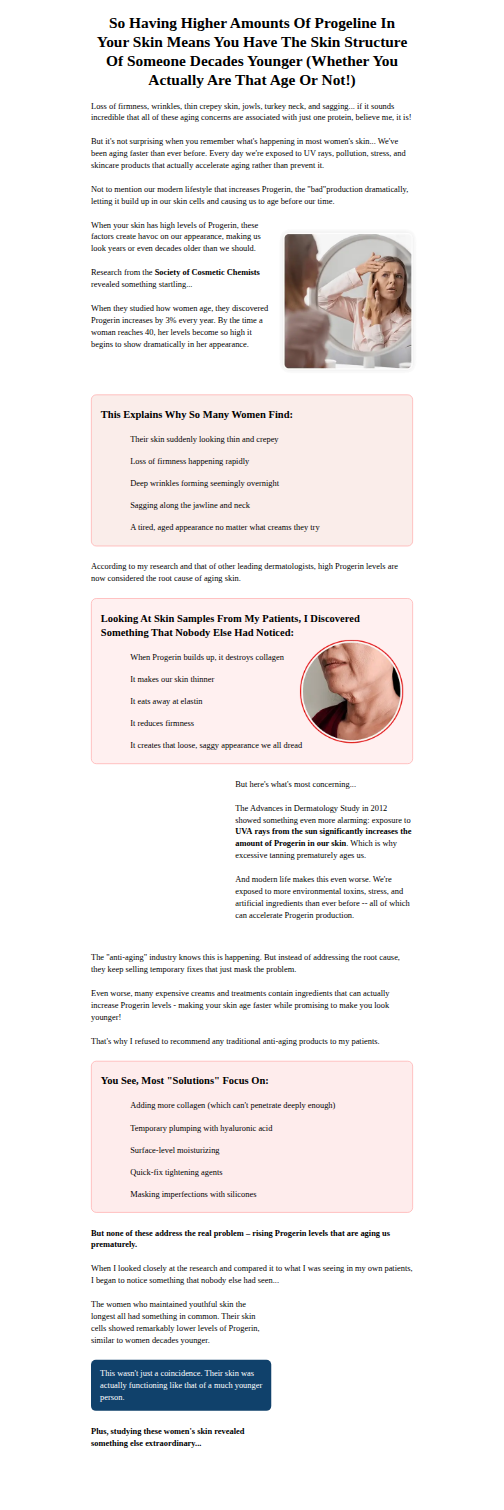 So Having Higher Amounts Of Progeline In
Your Skin Means You Have The Skin Structure
Of Someone Decades Younger (Whether You
Actually Are That Age Or Not!)
Loss of firmness, wrinkles, thin crepey skin, jowls, turkey neck, and sagging... if it sounds
incredible that all of these aging concerns are associated with just one protein, believe me, it is!
But it's not surprising when you remember what's happening in most women's skin... We've
been aging faster than ever before. Every day we're exposed to UV rays, pollution, stress, and
skincare products that actually accelerate aging rather than prevent it.
Not to mention our modern lifestyle that increases Progerin, the "bad"production dramatically,
letting it build up in our skin cells and causing us to age before our time.
When your skin has high levels of Progerin, these
factors create havoc on our appearance, making us
look years or even decades older than we should.
Research from the Society of Cosmetic Chemists
revealed something startling...
When they studied how women age, they discovered
Progerin increases by 3% every year. By the time a
woman reaches 40, her levels become so high it
begins to show dramatically in her appearance.
This Explains Why So Many Women Find:
Their skin suddenly looking thin and crepey
Loss of firmness happening rapidly
Deep wrinkles forming seemingly overnight
Sagging along the jawline and neck
A tired, aged appearance no matter what creams they try
According to my research and that of other leading dermatologists, high Progerin levels are
now considered the root cause of aging skin.
Looking At Skin Samples From My Patients, I Discovered
Something That Nobody Else Had Noticed:
When Progerin builds up, it destroys collagen
It makes our skin thinner
It eats away at elastin
It reduces firmness
It creates that loose, saggy appearance we all dread
But here's what's most concerning...
The Advances in Dermatology Study in 2012
showed something even more alarming: exposure to
UVA rays from the sun significantly increases the
amount of Progerin in our skin. Which is why
excessive tanning prematurely ages us.
And modern life makes this even worse. We're
exposed to more environmental toxins, stress, and
artificial ingredients than ever before -- all of which
can accelerate Progerin production.
The "anti-aging" industry knows this is happening. But instead of addressing the root cause,
they keep selling temporary fixes that just mask the problem.
Even worse, many expensive creams and treatments contain ingredients that can actually
increase Progerin levels - making your skin age faster while promising to make you look
younger!
That's why I refused to recommend any traditional anti-aging products to my patients.
You See, Most "Solutions" Focus On:
Adding more collagen (which can't penetrate deeply enough)
Temporary plumping with hyaluronic acid
Surface-level moisturizing
Quick-fix tightening agents
Masking imperfections with silicones
But none of these address the real problem – rising Progerin levels that are aging us
prematurely.
When I looked closely at the research and compared it to what I was seeing in my own patients,
I began to notice something that nobody else had seen...
The women who maintained youthful skin the
longest all had something in common. Their skin
cells showed remarkably lower levels of Progerin,
similar to women decades younger.
This wasn't just a coincidence. Their skin was
actually functioning like that of a much younger
person.
Plus, studying these women's skin revealed
something else extraordinary...